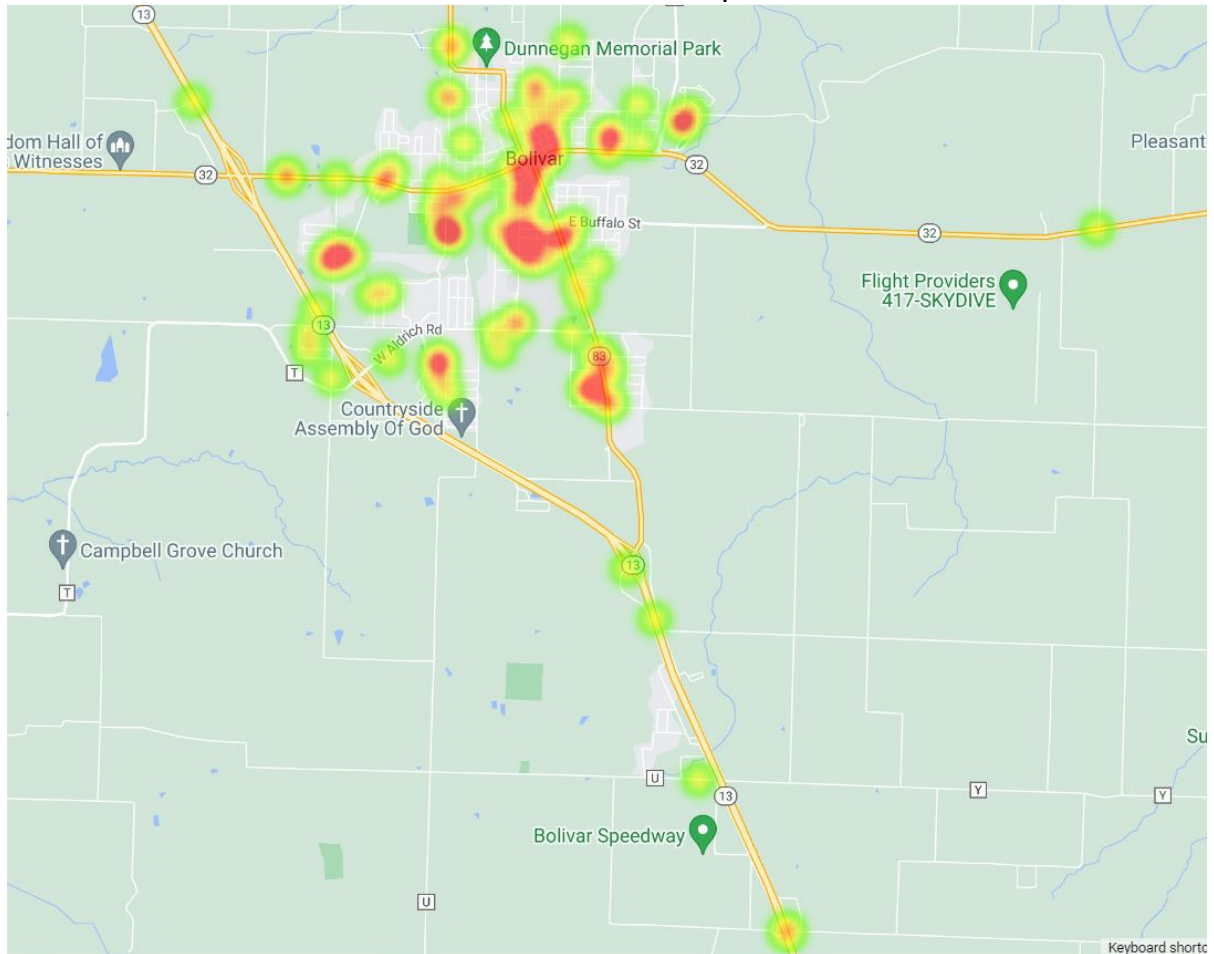 13
Dunnegan Memorial Park
dom Hall of
Witnesses
Pleasant
Bolivar
32
32
E Buffalo St
32
Flight Providers
417-SKYDIVE
13
W Aldrich Rd
83
T
Countryside
Assembly Of God
Campbell Grove Church
13
T
Su
U
13
Y
Y
Bolivar Speedway
U
Keyboard shortc